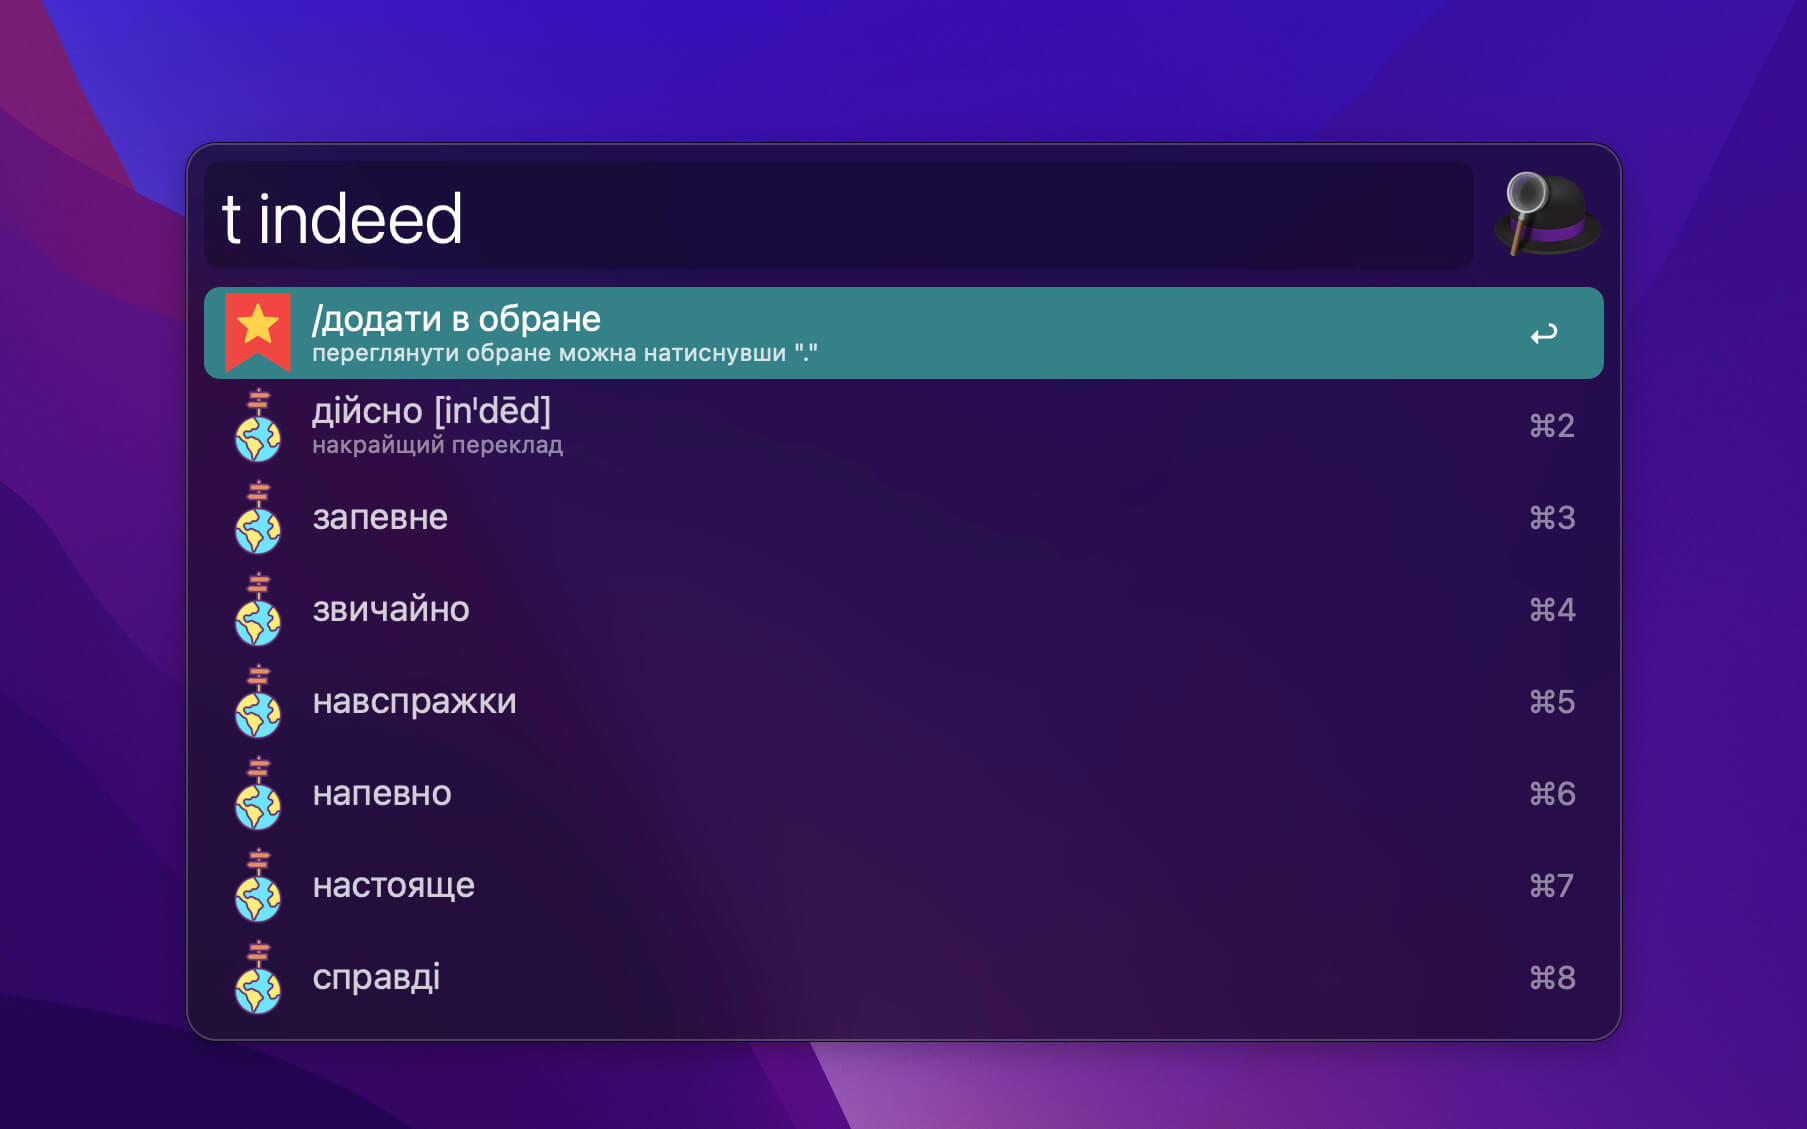 t indeed
/додати в обране
переглянути обране можна натиснувши "."
дійсно [in'dēd]
накрайщий переклад
⌘2
запевне
⌘3
звичайно
⌘4
навспражки
⌘5
напевно
⌘6
настояще
⌘7
справді
⌘8